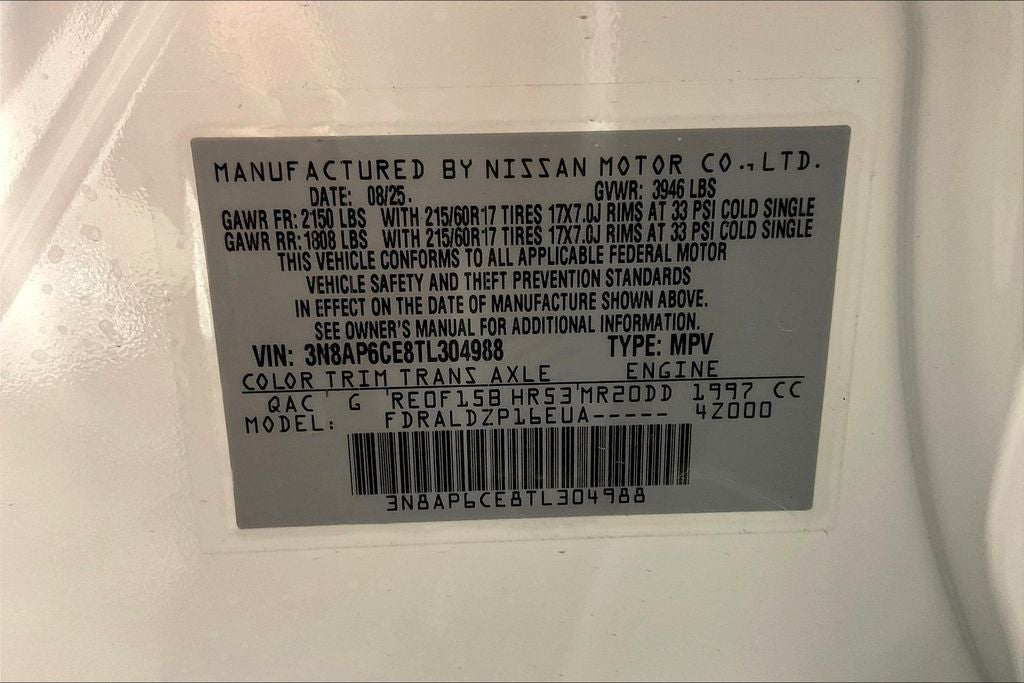 MANUFACTURED BY NISSAN MOTOR CO., LTD.
DATE: 08/25. GVWR: 3946 LBS
GAWR FR: 2150 LBS WITH 215/60R17 TIRES 17X7.0J RIMS AT 33 PSI COLD SINGLE
GAWR RR: 1808 LBS WITH 215/60R17 TIRES 17X7.0J RIMS AT 33 PSI COLD SINGLE
THIS VEHICLE CONFORMS TO ALL APPLICABLE FEDERAL MOTOR
VEHICLE SAFETY AND THEFT PREVENTION STANDARDS
IN EFFECT ON THE DATE OF MANUFACTURE SHOWN ABOVE.
SEE OWNER'S MANUAL FOR ADDITIONAL INFORMATION.
VIN: 3N8AP6CE8TL304988 TYPE: MPV
COLOR TRIM TRANS AXLE ENGINE
QAC ' G 'RE0F15B HR53'MR20DD 1997 CC
MODEL: FDRALDZP16EUA----- 4Z000
3N8AP6CE8TL304988